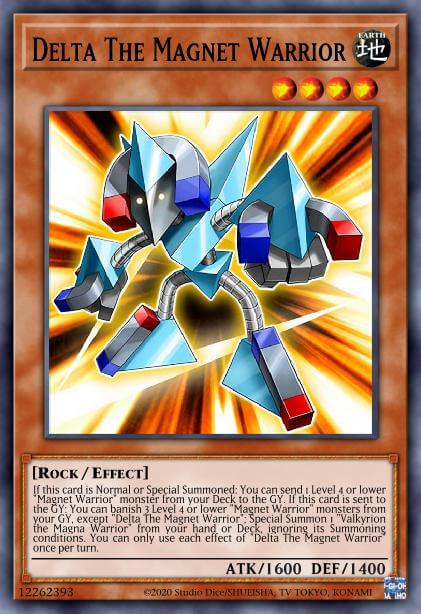 DELTA THE MAGNET WARRIOR
EARTH
地
[ROCK / EFFECT]
If this card is Normal or Special Summoned: You can send 1 Level 4 or lower
"Magnet Warrior" monster from your Deck to the GY. If this card is sent to
the GY: You can banish 3 Level 4 or lower "Magnet Warrior" monsters from
your GY, except "Delta The Magnet Warrior"; Special Summon 1 "Valkyrion
the Magna Warrior" from your hand or Deck, ignoring its Summoning
conditions. You can only use each effect of "Delta The Magnet Warrior"
once per turn.
ATK/1600 DEF/1400
12262393
©2020 Studio Dice/SHUEISHA, TV TOKYO, KONAMI